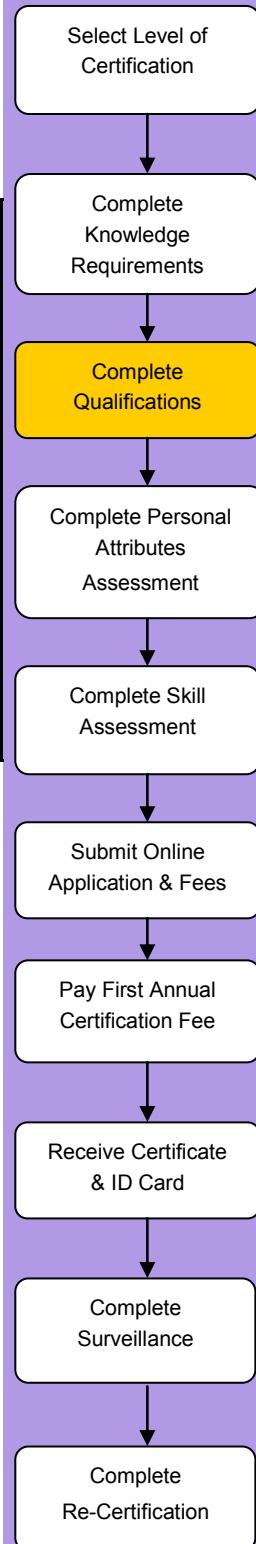 Select Level of
Certification
Complete
Knowledge
Requirements
Complete
Qualifications
Complete Personal
Attributes
Assessment
Complete Skill
Assessment
Submit Online
Application & Fees
Pay First Annual
Certification Fee
Receive Certificate
& ID Card
Complete
Surveillance
Complete
Re-Certification